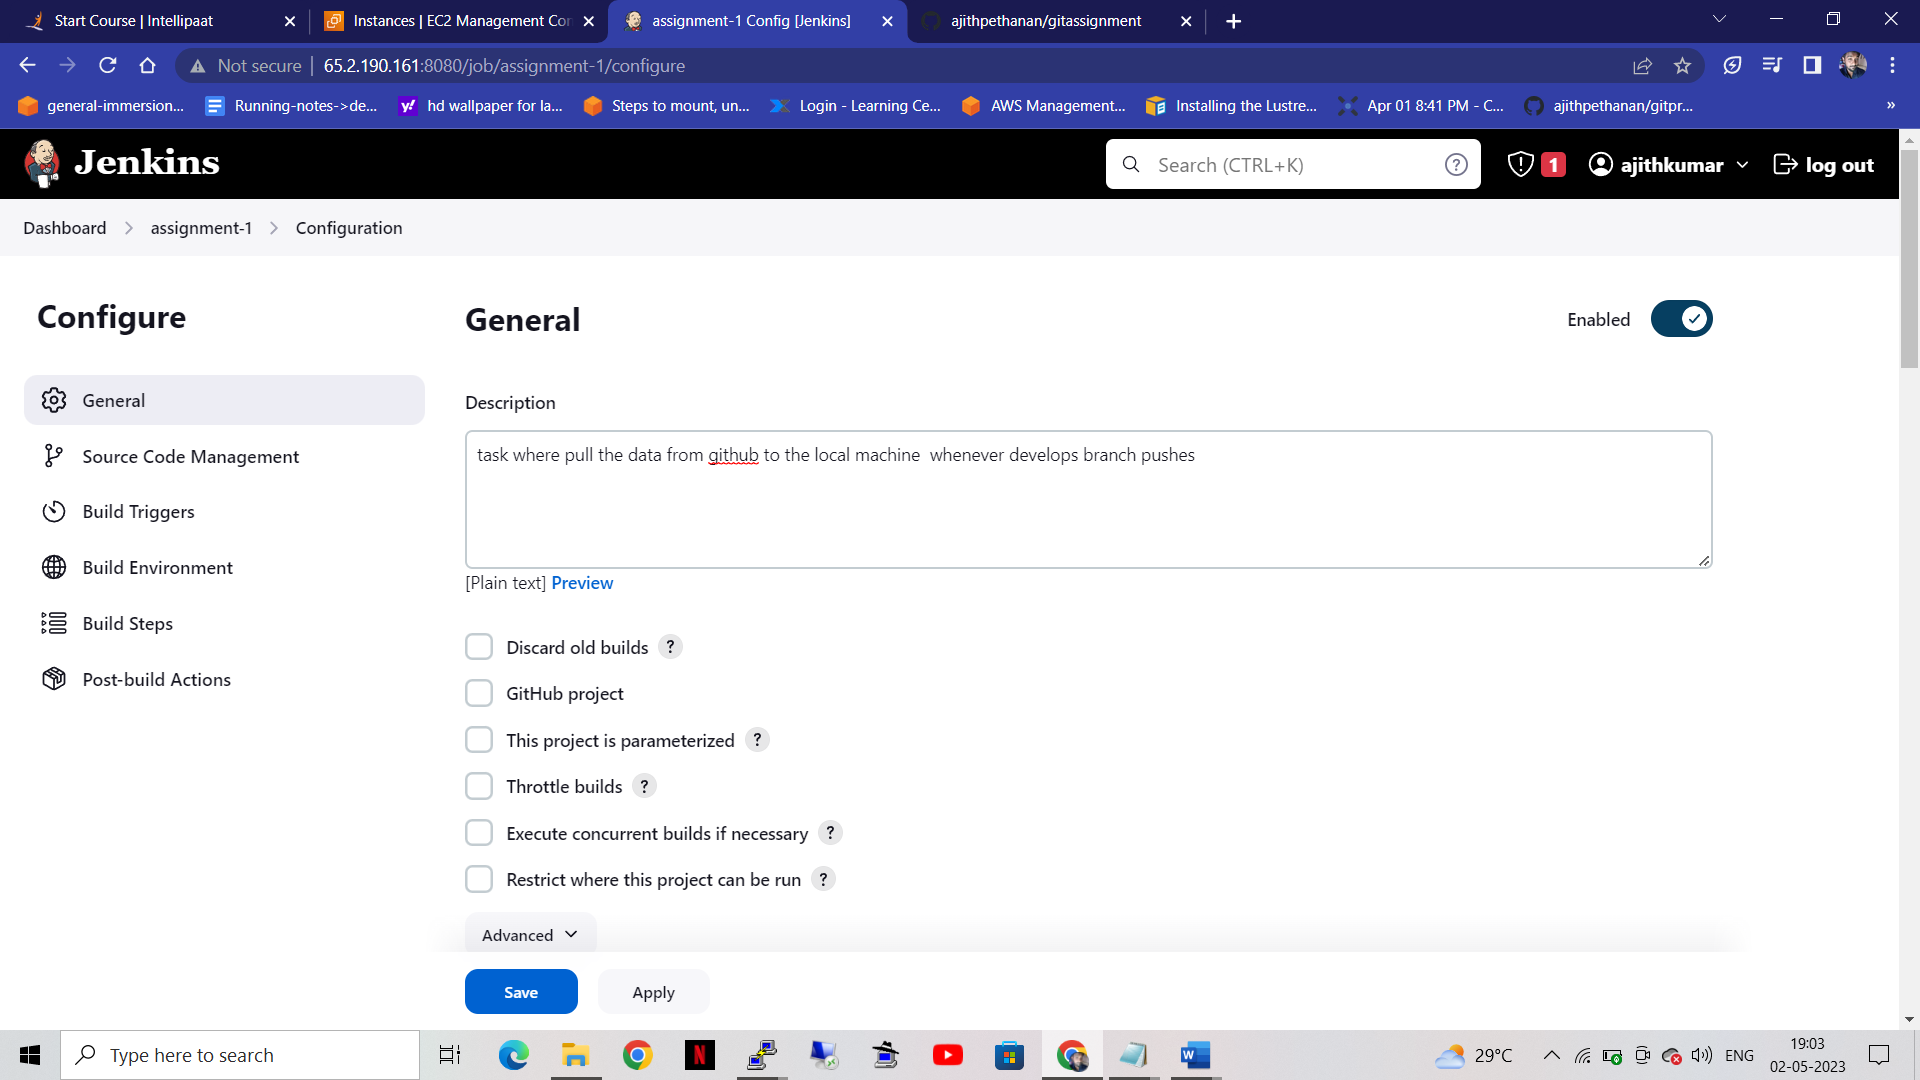 Start Course | Intellipaat
Instances | EC2 Management Con
assignment-1 Config [Jenkins]
ajithpethanan/gitassignment
Not secure | 65.2.190.161:8080/job/assignment-1/configure
general-immersion...
Running-notes->de...
hd wallpaper for la...
Steps to mount, un...
Login - Learning Ce...
AWS Management...
Installing the Lustre...
Apr 01 8:41 PM - C...
ajithpethanan/gitpr...
»
Jenkins
Search (CTRL+K)
?
1
ajithkumar
log out
Dashboard
assignment-1
Configuration
Configure
General
Source Code Management
Build Triggers
Build Environment
Build Steps
Post-build Actions
General
Enabled
Description
task where pull the data from github to the local machine  whenever develops branch pushes
[Plain text] Preview
Discard old builds ?
GitHub project
This project is parameterized ?
Throttle builds ?
Execute concurrent builds if necessary ?
Restrict where this project can be run ?
Advanced
Save
Apply
Type here to search
29°C
ENG
19:03
02-05-2023